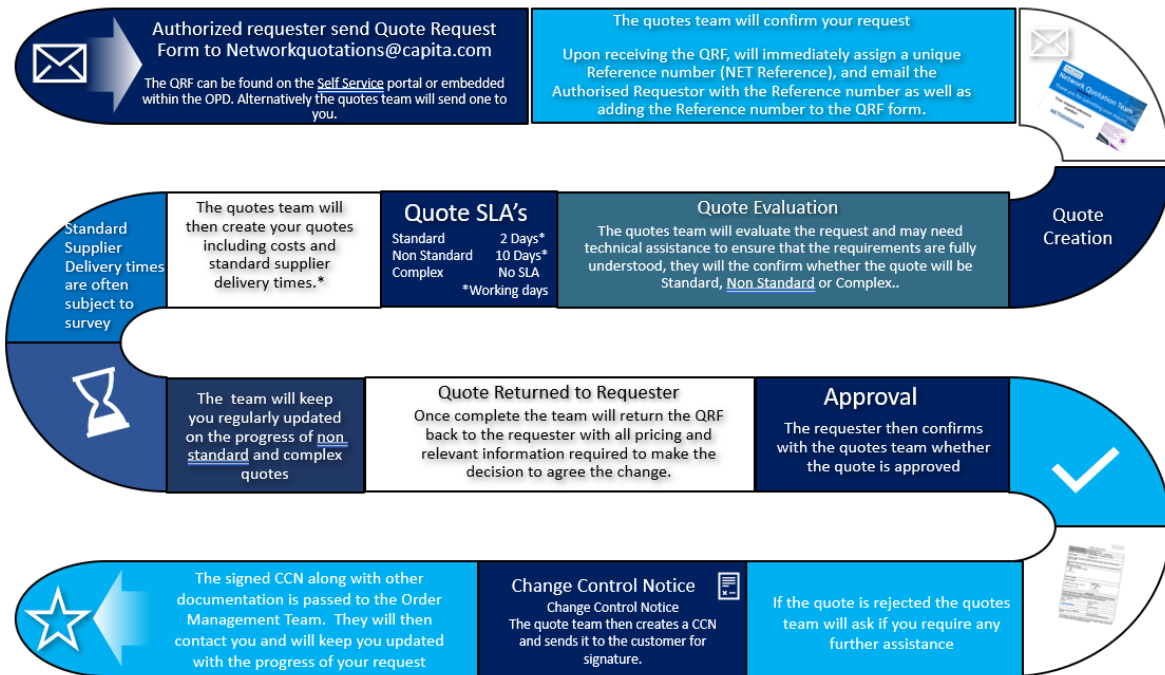 Authorized requester send Quote Request
Form to Networkquotations@capita.com
The QRF can be found on the Self Service portal or embedded
within the OPD. Alternatively the quotes team will send one to
you.
The quotes team will confirm your request
Upon receiving the QRF, will immediately assign a unique
Reference number (NET Reference), and email the
Authorised Requestor with the Reference number as well as
adding the Reference number to the QRF form.
Network Quotation Team
Quote
Creation
Quote Evaluation
The quotes team will evaluate the request and may need
technical assistance to ensure that the requirements are fully
understood, they will the confirm whether the quote will be
Standard, Non Standard or Complex..
Quote SLA's
Standard 2 Days*
Non Standard 10 Days*
Complex No SLA
*Working days
The quotes team will
then create your quotes
including costs and
standard supplier
delivery times.*
Standard
Supplier
Delivery times
are often
subject to
survey
The team will keep
you regularly updated
on the progress of non
standard and complex
quotes
Quote Returned to Requester
Once complete the team will return the QRF
back to the requester with all pricing and
relevant information required to make the
decision to agree the change.
Approval
The requester then confirms
with the quotes team whether
the quote is approved
If the quote is rejected the quotes
team will ask if you require any
further assistance
Change Control Notice
Change Control Notice
The quote team then creates a CCN
and sends it to the customer for
signature.
The signed CCN along with other
documentation is passed to the Order
Management Team. They will then
contact you and will keep you updated
with the progress of your request